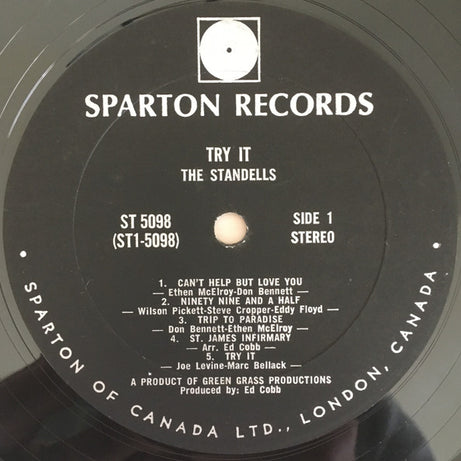 SPARTON RECORDS
TRY IT
THE STANDELLS
ST 5098
(ST1-5098)
SIDE 1
STEREO
1. CAN'T HELP BUT LOVE YOU
— Ethen McElroy-Don Bennett —
2. NINETY NINE AND A HALF
— Wilson Pickett-Steve Cropper-Eddy Floyd —
3. TRIP TO PARADISE
— Don Bennett-Ethen McElroy —
4. ST. JAMES INFIRMARY
— Arr. Ed Cobb —
5. TRY IT
— Joe Levine-Marc Bellack —
A PRODUCT OF GREEN GRASS PRODUCTIONS
Produced by: Ed Cobb
• SPARTON OF CANADA LTD., LONDON, CANADA •